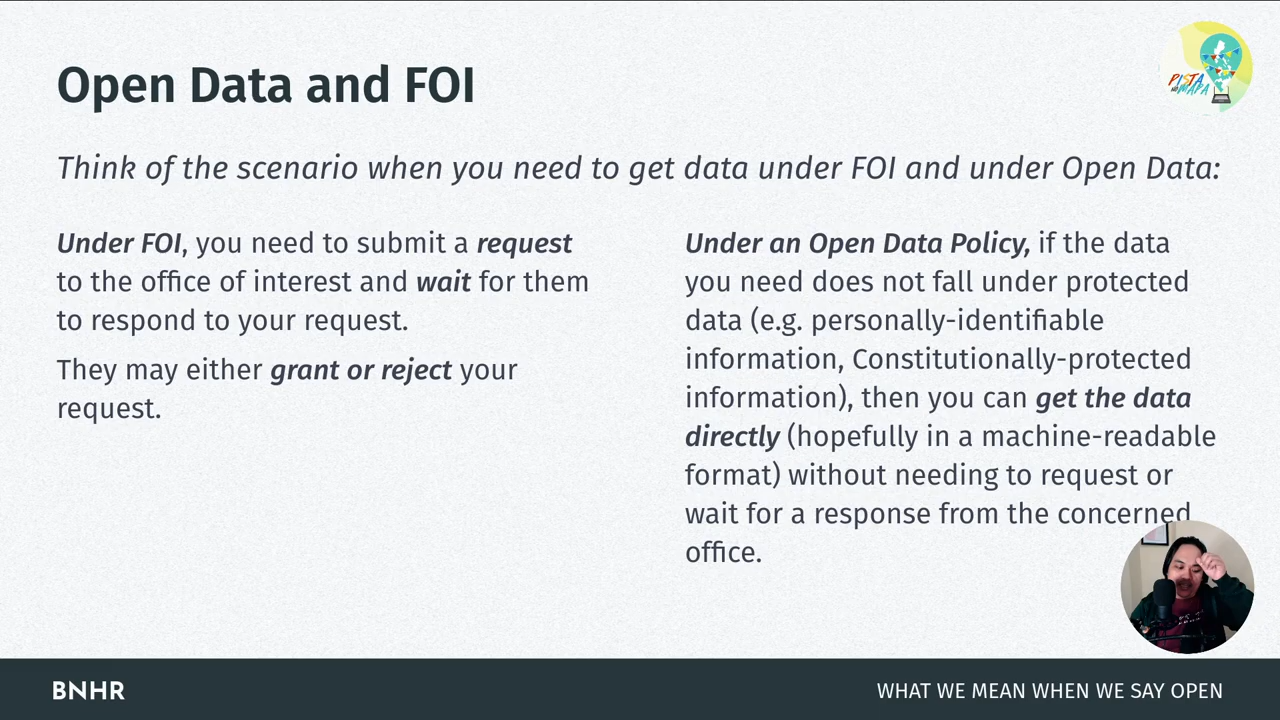 Open Data and FOI
PISTA
NG
MAPA
Think of the scenario when you need to get data under FOI and under Open Data:
Under FOI, you need to submit a request
to the office of interest and wait for them
to respond to your request.
They may either grant or reject your
request.
Under an Open Data Policy, if the data
you need does not fall under protected
data (e.g. personally-identifiable
information, Constitutionally-protected
information), then you can get the data
directly (hopefully in a machine-readable
format) without needing to request or
wait for a response from the concerned
office.
BNHR
WHAT WE MEAN WHEN WE SAY OPEN